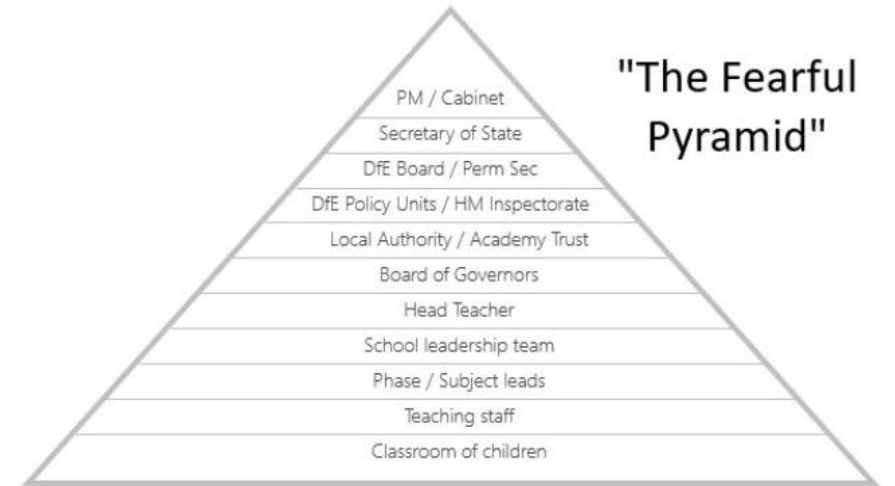 "The Fearful
Pyramid"
PM / Cabinet
Secretary of State
DfE Board / Perm Sec
DfE Policy Units / HM Inspectorate
Local Authority / Academy Trust
Board of Governors
Head Teacher
School leadership team
Phase / Subject leads
Teaching staff
Classroom of children